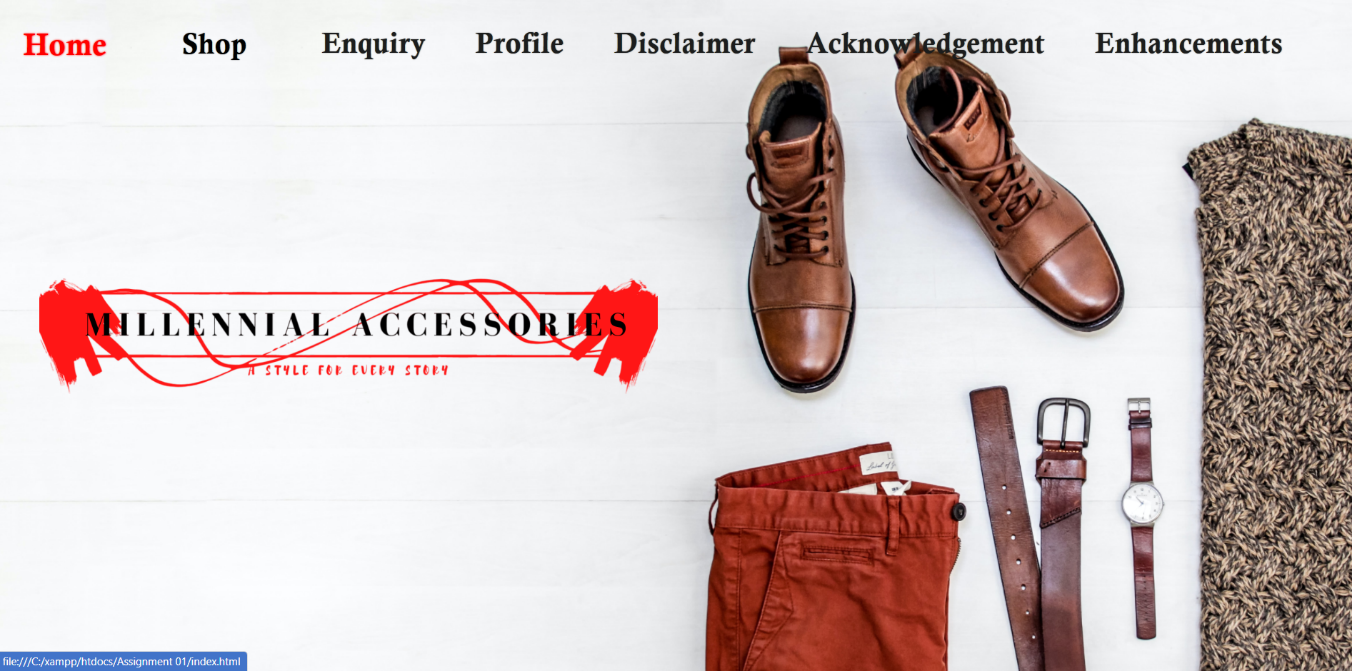 Home Shop Enquiry Profile Disclaimer Acknowledgement Enhancements
MILLENNIAL ACCESSORIES
A STYLE FOR EVERY STORY
file:///C:/xampp/htdocs/Assignment 01/index.html